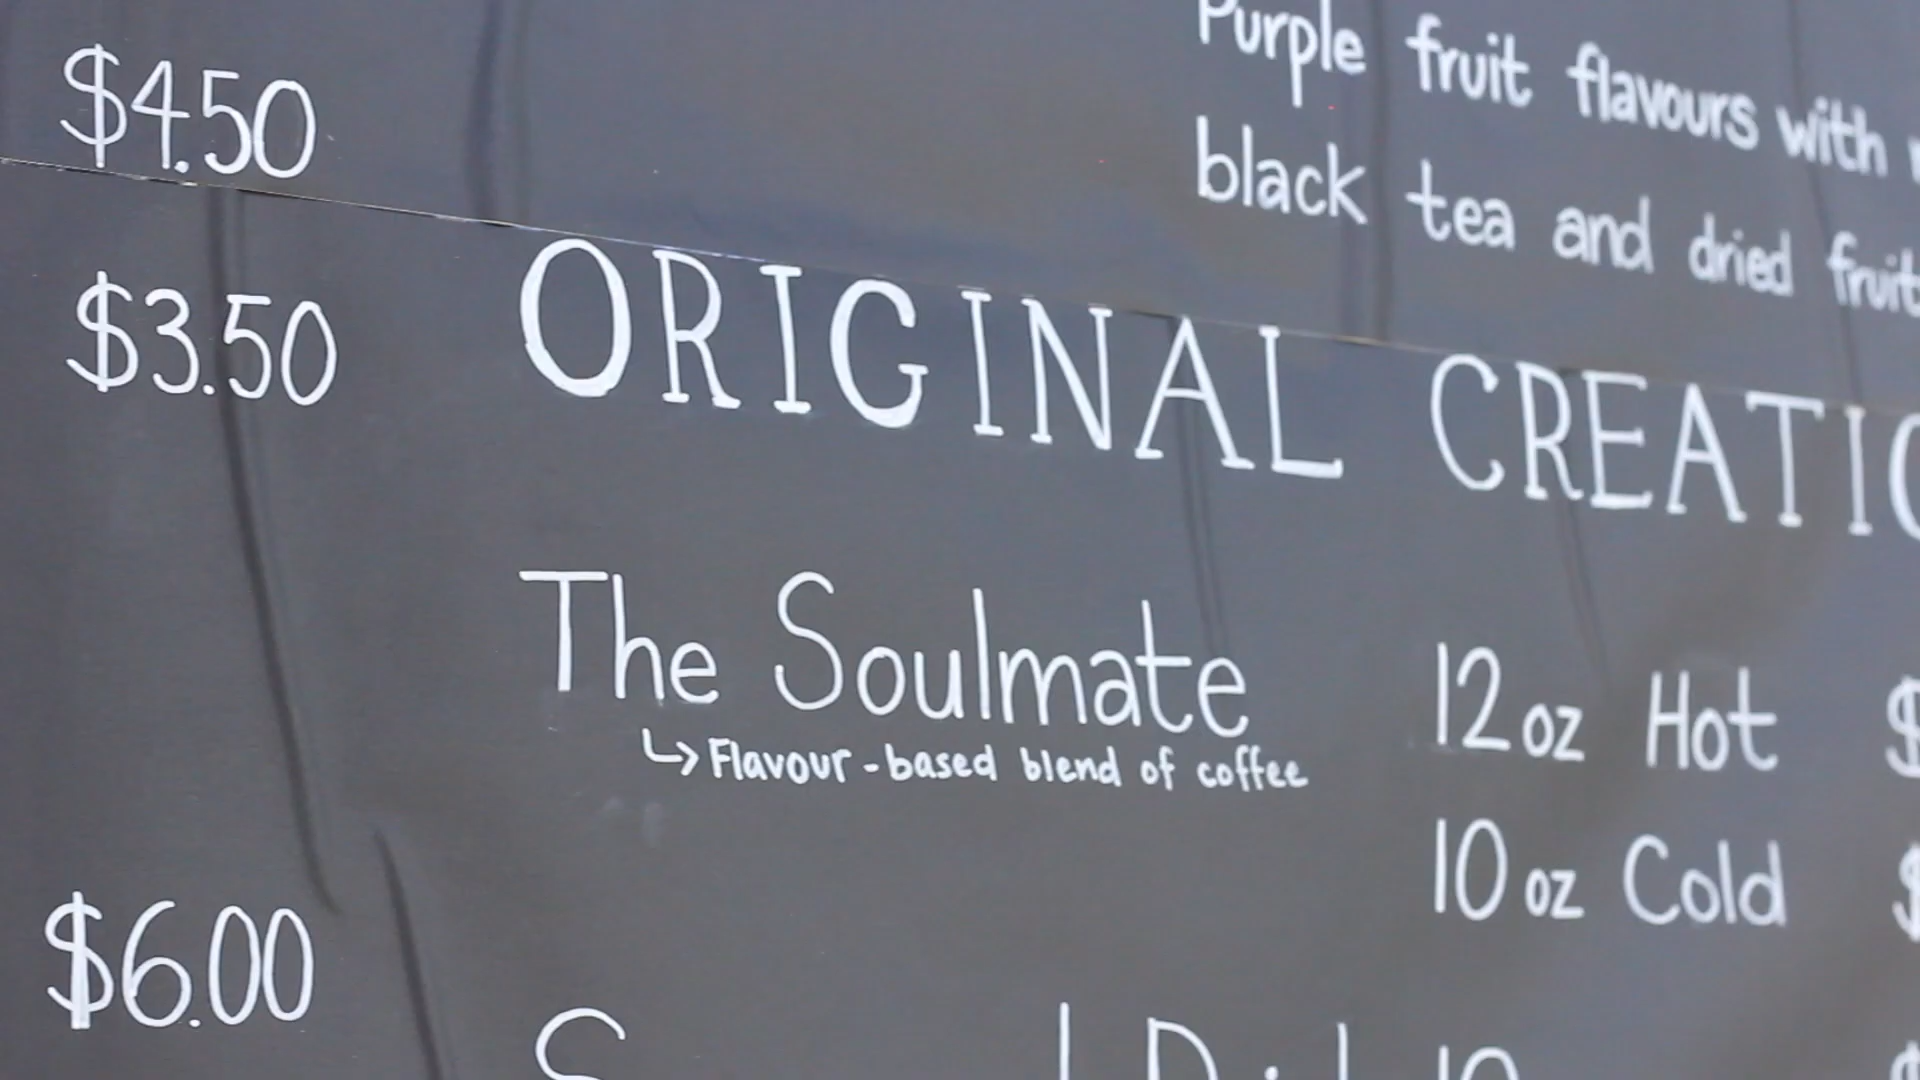 $4.50
$3.50
$6.00
Purple fruit flavours with
black tea and dried fruit
ORIGINAL CREATIO
The Soulmate
↳ Flavour-based blend of coffee
12 oz Hot $
10 oz Cold $